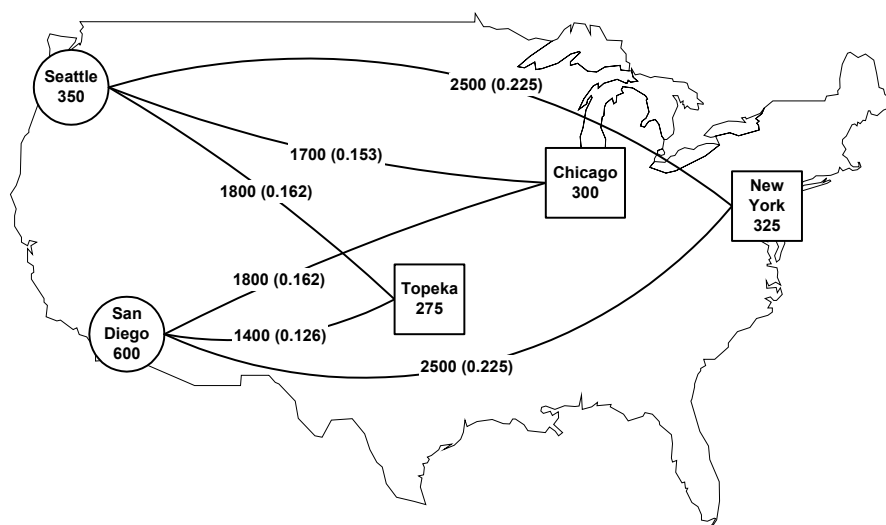 Seattle
350
2500 (0.225)
1700 (0.153)
Chicago
300
1800 (0.162)
New
York
325
1800 (0.162)
Topeka
275
San
Diego
600
1400 (0.126)
2500 (0.225)